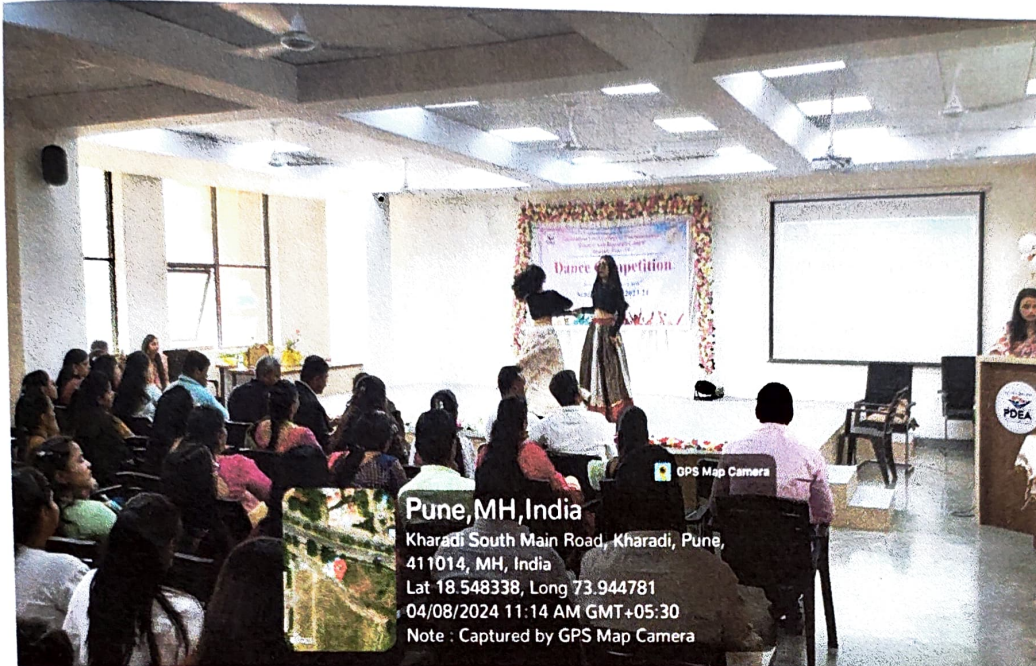 Dance
PDEA
GPS Map Camera
Pune,MH,India
Kharadi South Main Road, Kharadi, Pune,
411014, MH, India
Lat 18.548338, Long 73.944781
04/08/2024 11:14 AM GMT+05:30
Note : Captured by GPS Map Camera